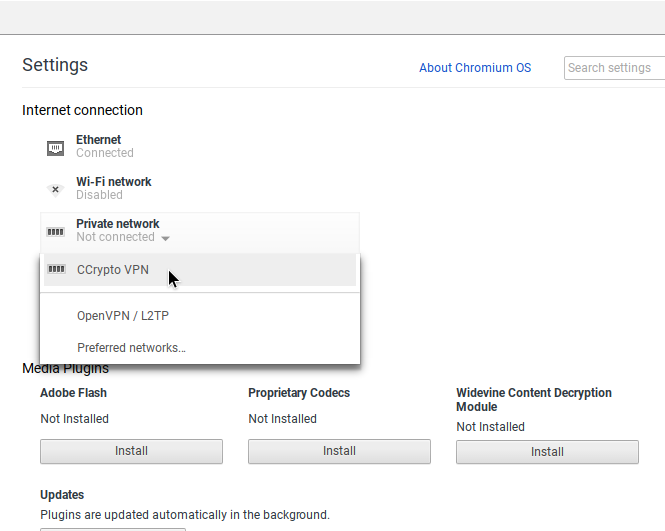 Settings
About Chromium OS
Search settings
Internet connection
Ethernet
Connected
Wi-Fi network
Disabled
Private network
Not connected
CCrypto VPN
OpenVPN / L2TP
Preferred networks...
Media Plugins
Adobe Flash
Proprietary Codecs
Widevine Content Decryption
Module
Not Installed
Not Installed
Not Installed
Install
Install
Install
Updates
Plugins are updated automatically in the background.